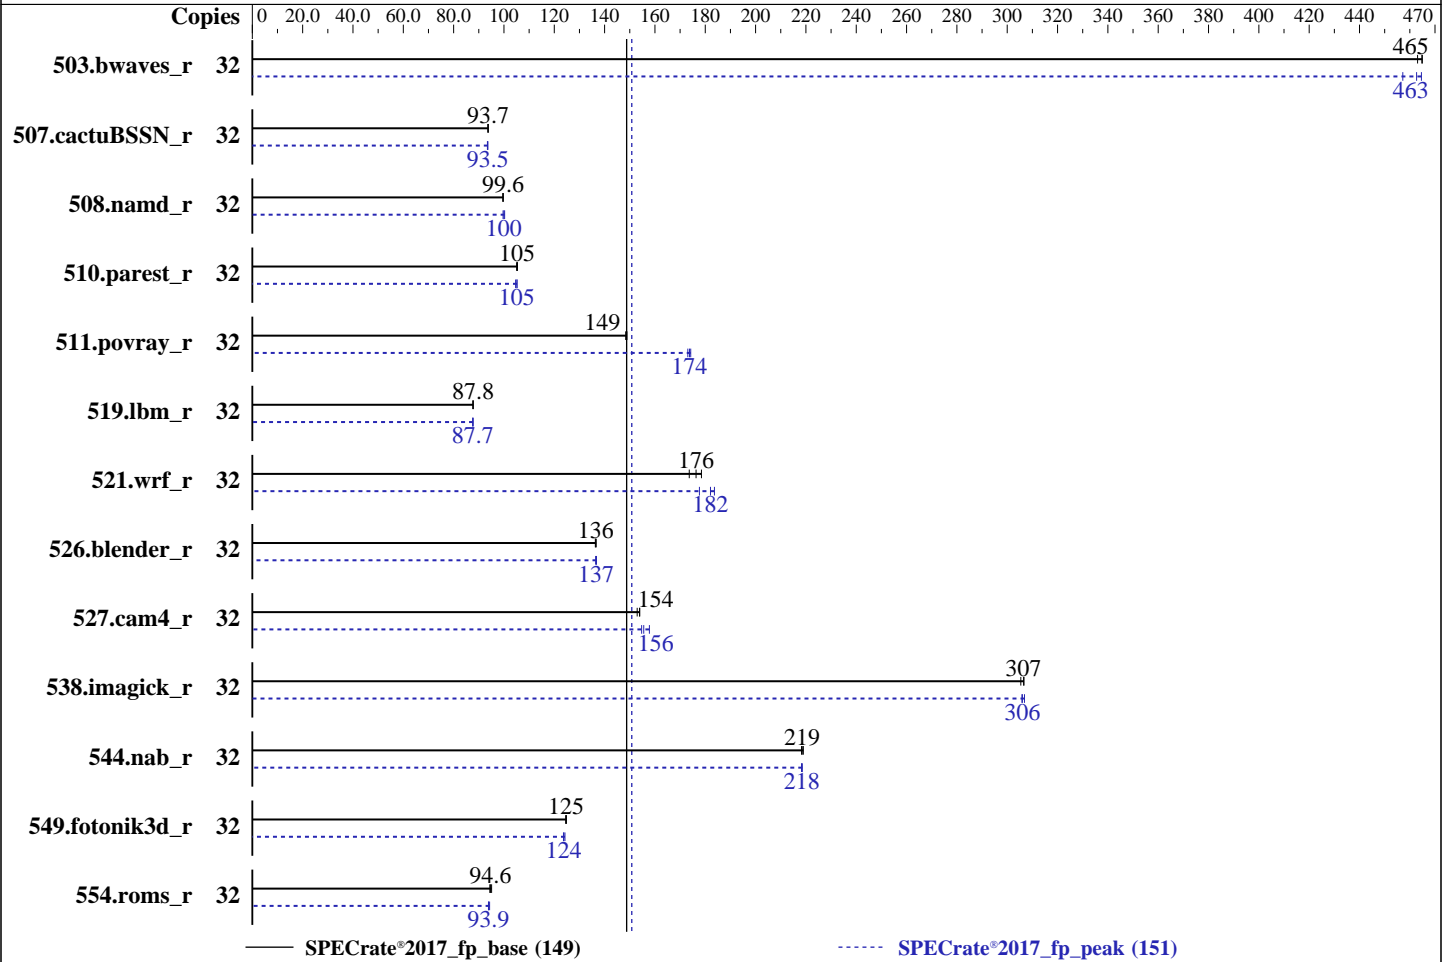 Copies 0 20.0 40.0 60.0 80.0 100 120 140 160 180 200 220 240 260 280 300 320 340 360 380 400 420 440 470
503.bwaves_r 32 465
463
507.cactuBSSN_r 32 93.7
93.5
508.namd_r 32 99.6
100
510.parest_r 32 105
105
511.povray_r 32 149
174
519.lbm_r 32 87.8
87.7
521.wrf_r 32 176
182
526.blender_r 32 136
137
527.cam4_r 32 154
156
538.imagick_r 32 307
306
544.nab_r 32 219
218
549.fotonik3d_r 32 125
124
554.roms_r 32 94.6
93.9
SPECrate®2017_fp_base (149) SPECrate®2017_fp_peak (151)